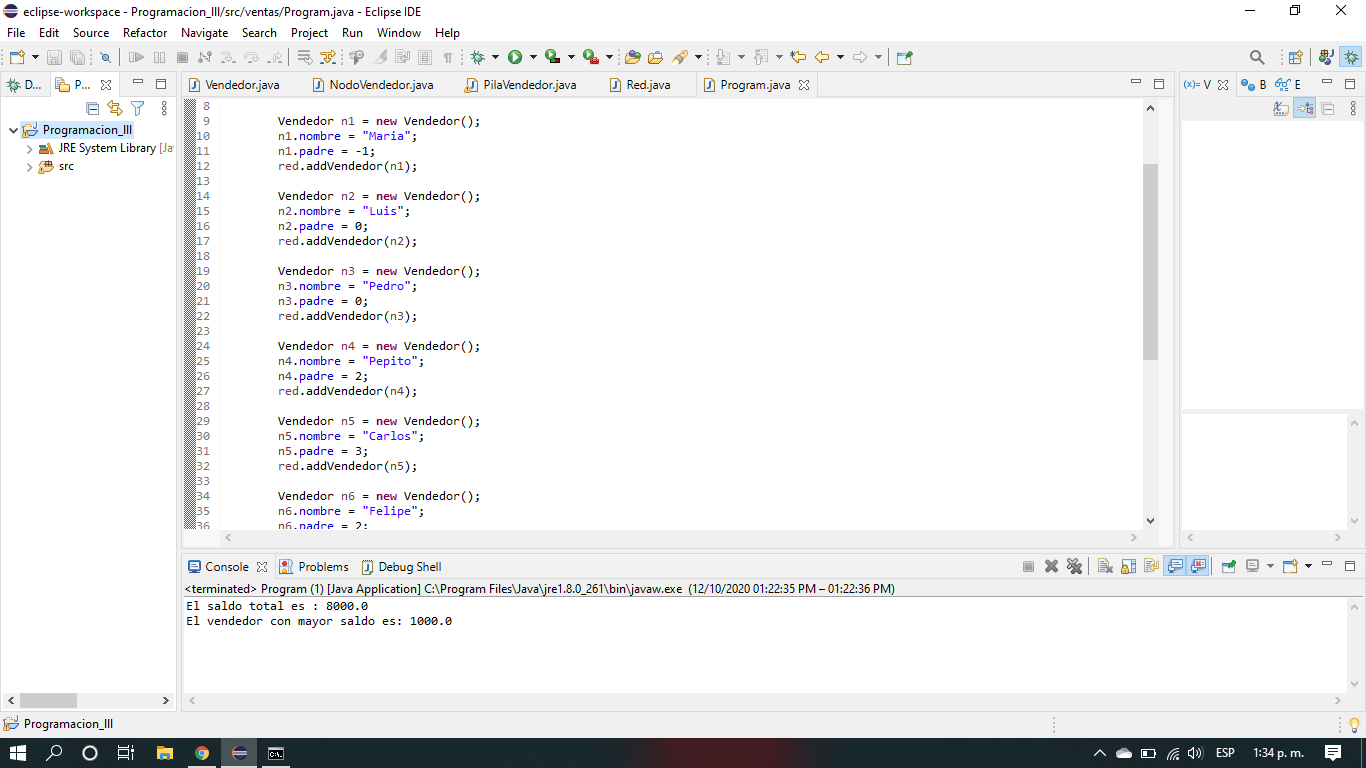 eclipse-workspace - Programacion_III/src/ventas/Program.java - Eclipse IDE
File Edit Source Refactor Navigate Search Project Run Window Help
D... P... Vendedor.java NodoVendedor.java PilaVendedor.java Red.java Program.java (x)= V B E
Programacion_III
JRE System Library [Ja
src
8
9 Vendedor n1 = new Vendedor();
10 n1.nombre = "Maria";
11 n1.padre = -1;
12 red.addVendedor(n1);
13
14 Vendedor n2 = new Vendedor();
15 n2.nombre = "Luis";
16 n2.padre = 0;
17 red.addVendedor(n2);
18
19 Vendedor n3 = new Vendedor();
20 n3.nombre = "Pedro";
21 n3.padre = 0;
22 red.addVendedor(n3);
23
24 Vendedor n4 = new Vendedor();
25 n4.nombre = "Pepito";
26 n4.padre = 2;
27 red.addVendedor(n4);
28
29 Vendedor n5 = new Vendedor();
30 n5.nombre = "Carlos";
31 n5.padre = 3;
32 red.addVendedor(n5);
33
34 Vendedor n6 = new Vendedor();
35 n6.nombre = "Felipe";
36 n6.padre = 2;
Console Problems Debug Shell
<terminated> Program (1) [Java Application] C:\Program Files\Java\jre1.8.0_261\bin\javaw.exe (12/10/2020 01:22:35 PM – 01:22:36 PM)
El saldo total es : 8000.0
El vendedor con mayor saldo es: 1000.0
Programacion_III
ESP 1:34 p. m.